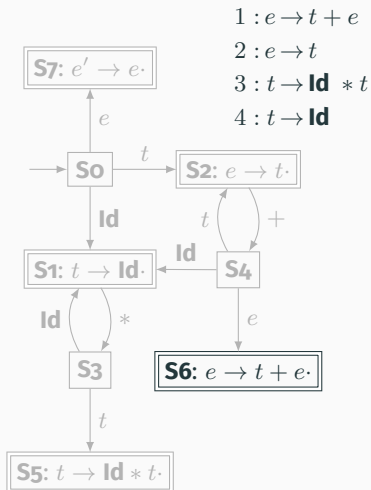 1 : e → t + e
2 : e → t
3 : t → Id * t
4 : t → Id
S7: e′ → e·
e
S0
t
S2: e → t·
Id
t
+
S1: t → Id·
Id
S4
Id
*
e
S3
S6: e → t + e·
t
S5: t → Id * t·